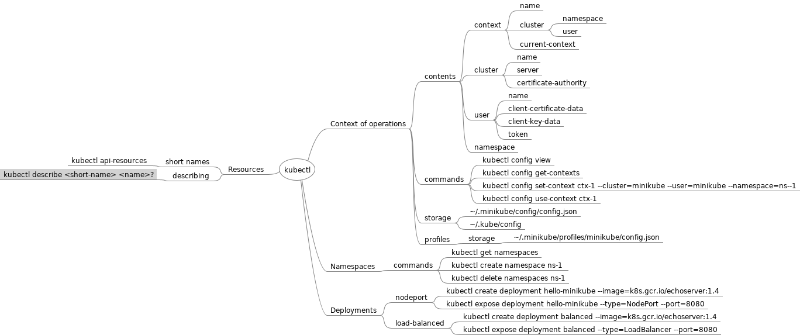 kubectl
Resources
short names
kubectl api-resources
describing
kubectl describe <short-name> <name>?
Context of operations
contents
context
name
cluster
namespace
user
current-context
cluster
name
server
certificate-authority
user
name
client-certificate-data
client-key-data
token
namespace
commands
kubectl config view
kubectl config get-contexts
kubectl config set-context ctx-1 --cluster=minikube --user=minikube --namespace=ns--1
kubectl config use-context ctx-1
storage
~/.minikube/config/config.json
~/.kube/config
profiles
storage
~/.minikube/profiles/minikube/config.json
Namespaces
commands
kubectl get namespaces
kubectl create namespace ns-1
kubectl delete namespaces ns-1
Deployments
nodeport
kubectl create deployment hello-minikube --image=k8s.gcr.io/echoserver:1.4
kubectl expose deployment hello-minikube --type=NodePort --port=8080
load-balanced
kubectl create deployment balanced --image=k8s.gcr.io/echoserver:1.4
kubectl expose deployment balanced --type=LoadBalancer --port=8080